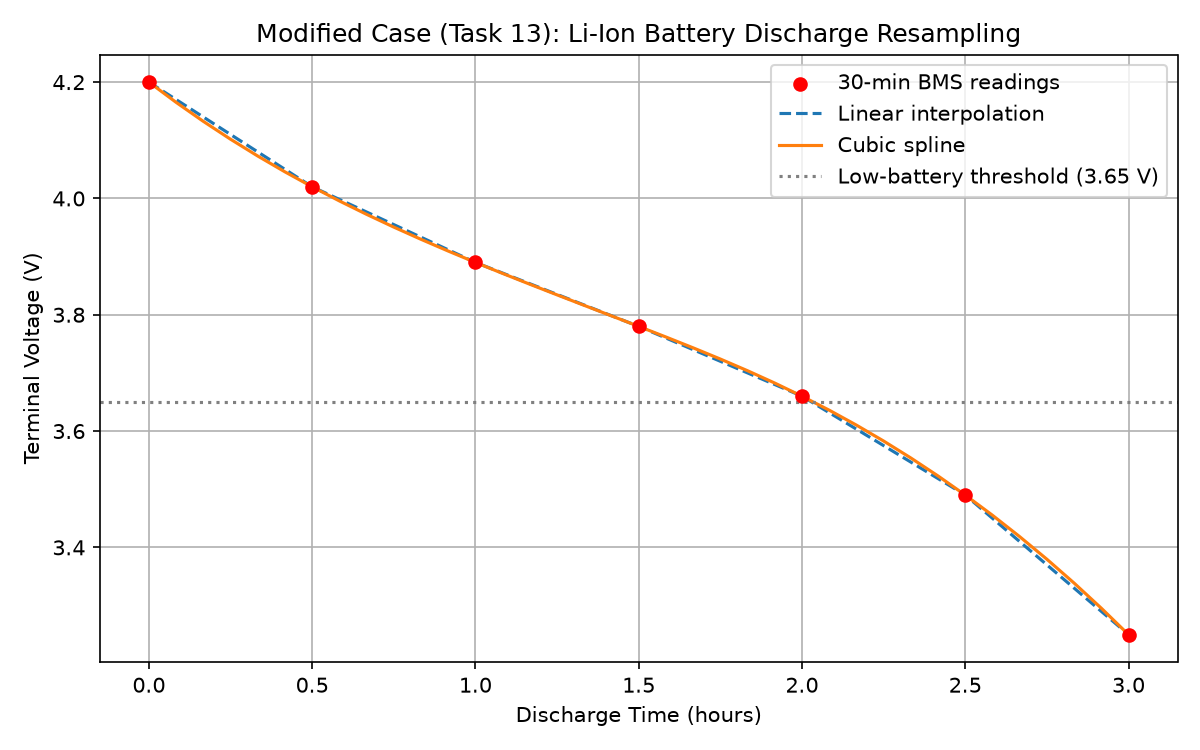 Modified Case (Task 13): Li-Ion Battery Discharge Resampling
30-min BMS readings
Linear interpolation
Cubic spline
Low-battery threshold (3.65 V)
Terminal Voltage (V)
4.2
4.0
3.8
3.6
3.4
0.0 0.5 1.0 1.5 2.0 2.5 3.0
Discharge Time (hours)